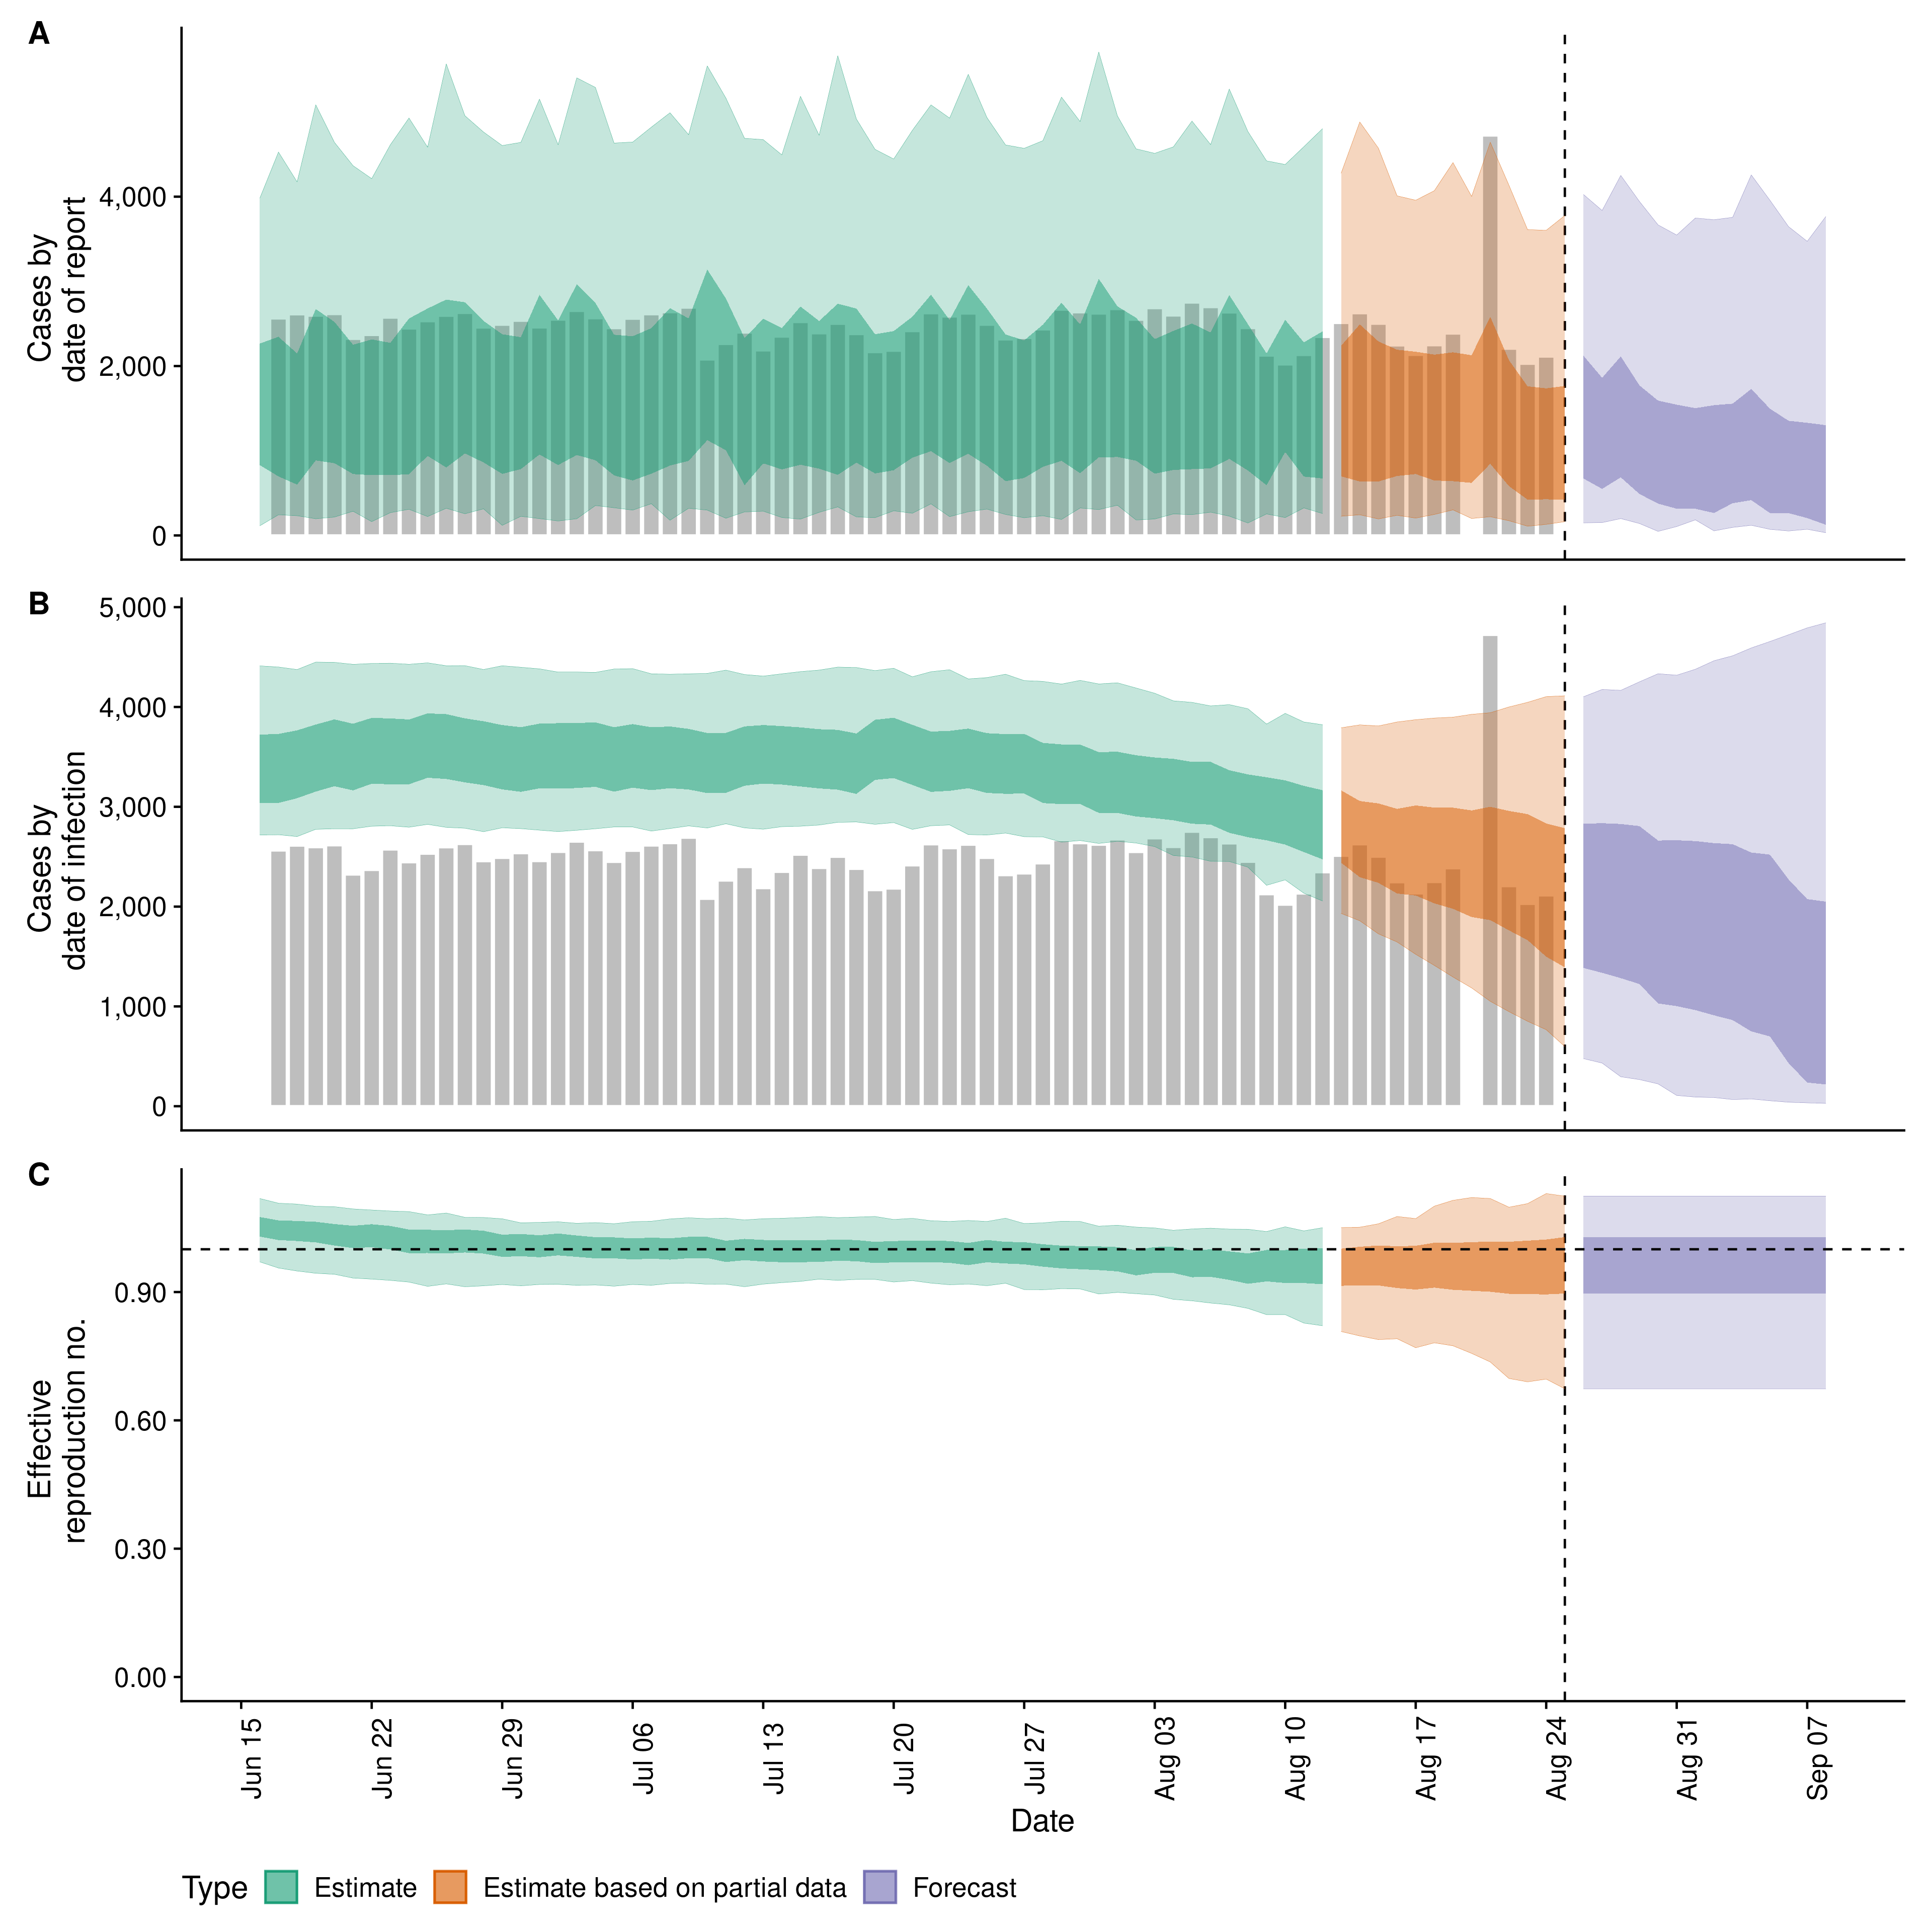 A
Cases by
date of report
4,000
2,000
0
B
Cases by
date of infection
5,000
4,000
3,000
2,000
1,000
0
C
Effective
reproduction no.
0.90
0.60
0.30
0.00
Jun 15
Jun 22
Jun 29
Jul 06
Jul 13
Jul 20
Jul 27
Aug 03
Aug 10
Aug 17
Aug 24
Aug 31
Sep 07
Date
Type Estimate Estimate based on partial data Forecast